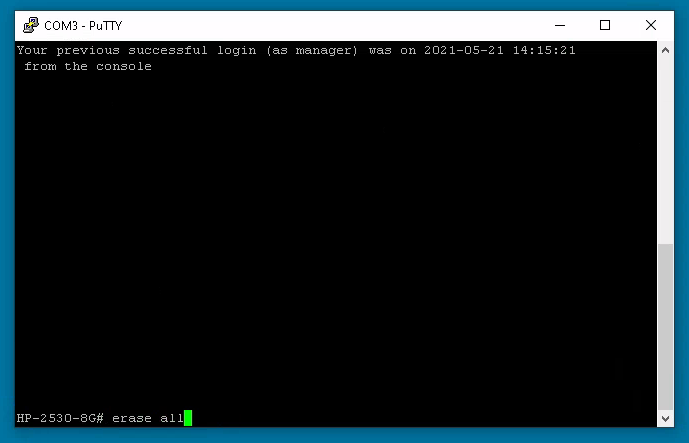 COM3 - PuTTY
Your previous successful login (as manager) was on 2021-05-21 14:15:21
from the console
HP-2530-8G# erase all